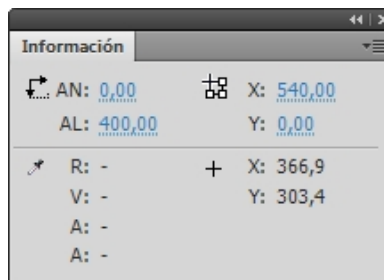 Información
AN: 0,00 X: 540,00
AL: 400,00 Y: 0,00
R: - X: 366,9
V: - Y: 303,4
A: -
A: -